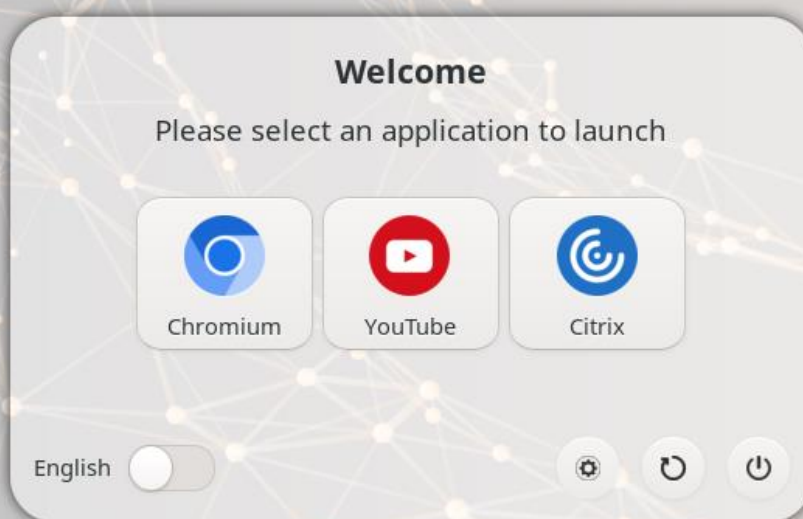 Welcome
Please select an application to launch
Chromium YouTube Citrix
English